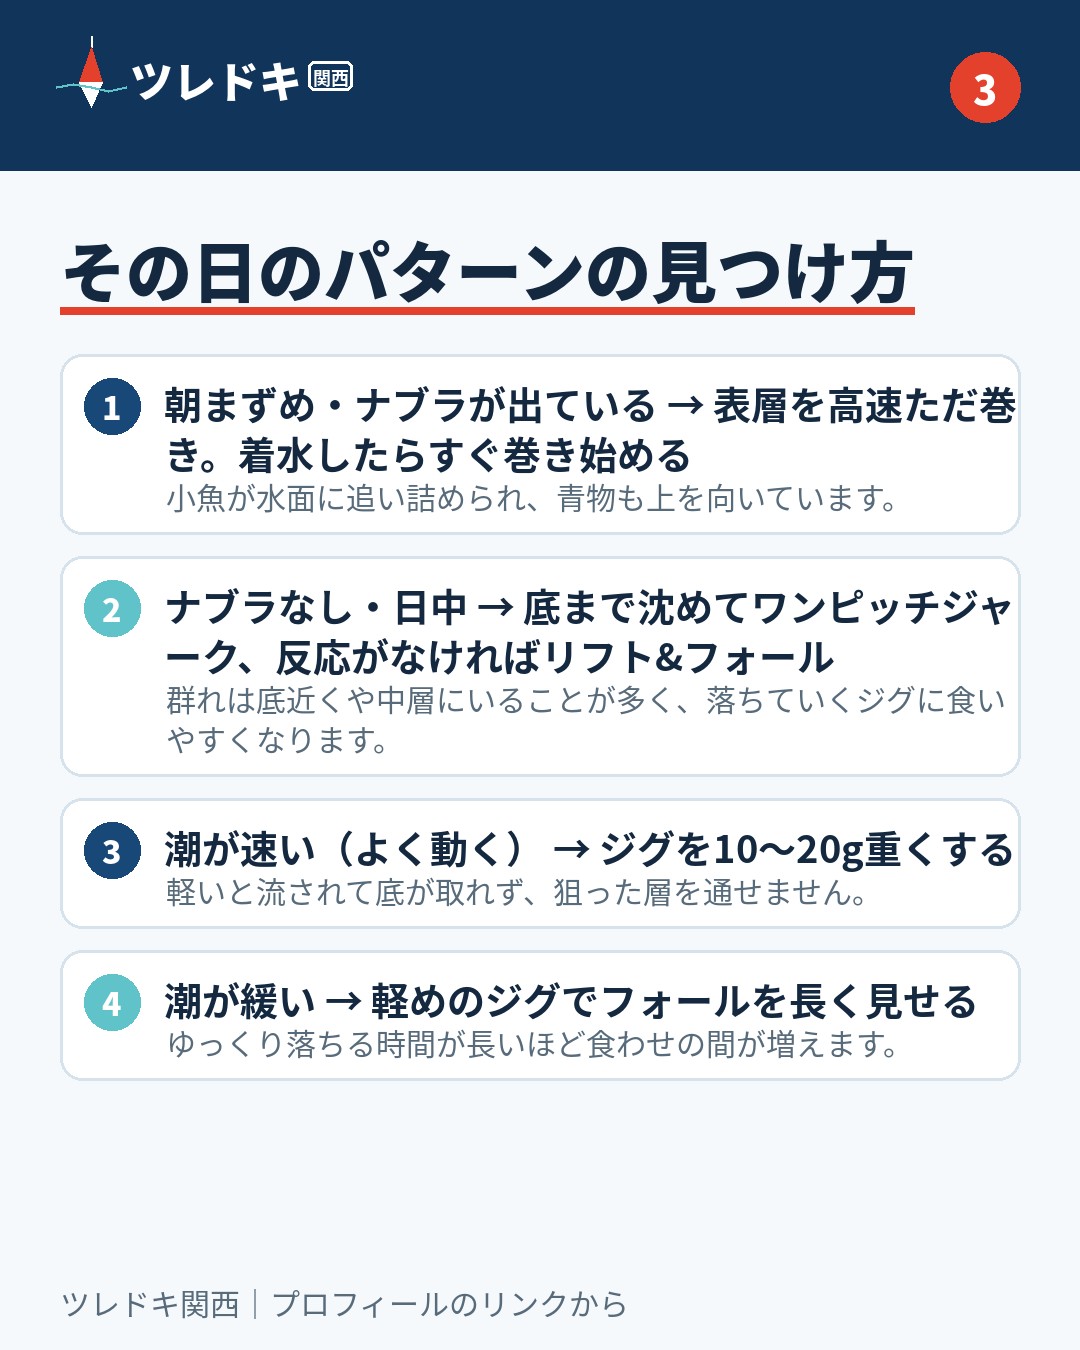 ツレドキ 関西
3
その日のパターンの見つけ方
1 朝まずめ・ナブラが出ている → 表層を高速ただ巻
き。着水したらすぐ巻き始める
小魚が水面に追い詰められ、青物も上を向いています。
2 ナブラなし・日中 → 底まで沈めてワンピッチジャ
ーク、反応がなければリフト&フォール
群れは底近くや中層にいることが多く、落ちていくジグに食い
やすくなります。
3 潮が速い（よく動く） → ジグを10〜20g重くする
軽いと流されて底が取れず、狙った層を通せません。
4 潮が緩い → 軽めのジグでフォールを長く見せる
ゆっくり落ちる時間が長いほど食わせの間が増えます。
ツレドキ関西｜プロフィールのリンクから